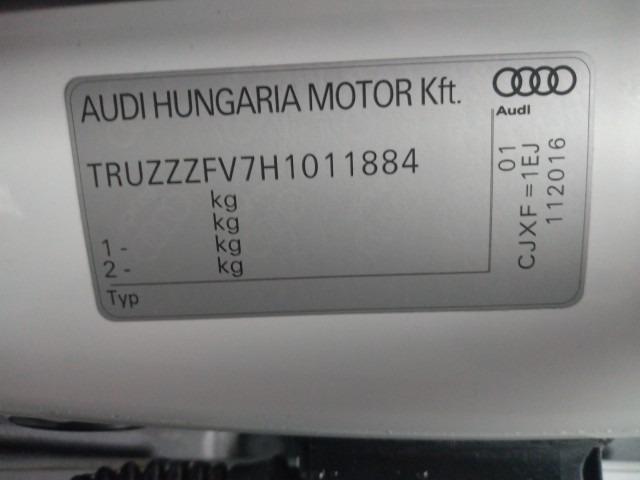 AUDI HUNGARIA MOTOR Kft.
Audi
TRUZZZFV7H1011884
kg
kg
1 - kg
2 - kg
Typ
01
CJXF =1EJ
112016